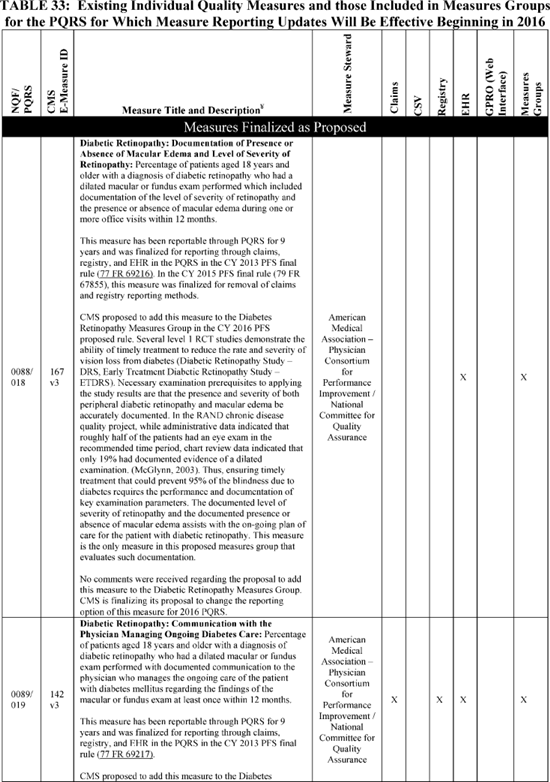 TABLE 33: Existing Individual Quality Measures and those Included in Measures Groups
for the PQRS for Which Measure Reporting Updates Will Be Effective Beginning in 2016
NQF/
PQRS
CMS
E-Measure ID
Measure Title and Description¥
Measure Steward
Claims
CSV
Registry
EHR
GPRO (Web
Interface)
Measures
Groups
Measures Finalized as Proposed
0088/
018
167
v3
Diabetic Retinopathy: Documentation of Presence or
Absence of Macular Edema and Level of Severity of
Retinopathy: Percentage of patients aged 18 years and
older with a diagnosis of diabetic retinopathy who had a
dilated macular or fundus exam performed which included
documentation of the level of severity of retinopathy and
the presence or absence of macular edema during one or
more office visits within 12 months.
This measure has been reportable through PQRS for 9
years and was finalized for reporting through claims,
registry, and EHR in the PQRS in the CY 2013 PFS final
rule (77 FR 69216). In the CY 2015 PFS final rule (79 FR
67855), this measure was finalized for removal of claims
and registry reporting methods.
CMS proposed to add this measure to the Diabetes
Retinopathy Measures Group in the CY 2016 PFS
proposed rule. Several level 1 RCT studies demonstrate the
ability of timely treatment to reduce the rate and severity of
vision loss from diabetes (Diabetic Retinopathy Study –
DRS, Early Treatment Diabetic Retinopathy Study –
ETDRS). Necessary examination prerequisites to applying
the study results are that the presence and severity of both
peripheral diabetic retinopathy and macular edema be
accurately documented. In the RAND chronic disease
quality project, while administrative data indicated that
roughly half of the patients had an eye exam in the
recommended time period, chart review data indicated that
only 19% had documented evidence of a dilated
examination. (McGlynn, 2003). Thus, ensuring timely
treatment that could prevent 95% of the blindness due to
diabetes requires the performance and documentation of
key examination parameters. The documented level of
severity of retinopathy and the documented presence or
absence of macular edema assists with the on-going plan of
care for the patient with diabetic retinopathy. This measure
is the only measure in this proposed measures group that
evaluates such documentation.
No comments were received regarding the proposal to add
this measure to the Diabetic Retinopathy Measures Group.
CMS is finalizing its proposal to change the reporting
option of this measure for 2016 PQRS.
American
Medical
Association –
Physician
Consortium
for
Performance
Improvement /
National
Committee for
Quality
Assurance
X
X
0089/
019
142
v3
Diabetic Retinopathy: Communication with the
Physician Managing Ongoing Diabetes Care: Percentage
of patients aged 18 years and older with a diagnosis of
diabetic retinopathy who had a dilated macular or fundus
exam performed with documented communication to the
physician who manages the ongoing care of the patient
with diabetes mellitus regarding the findings of the
macular or fundus exam at least once within 12 months.
This measure has been reportable through PQRS for 9
years and was finalized for reporting through claims,
registry, and EHR in the PQRS in the CY 2013 PFS final
rule (77 FR 69217).
CMS proposed to add this measure to the Diabetes
American
Medical
Association –
Physician
Consortium
for
Performance
Improvement /
National
Committee for
Quality
Assurance
X
X
X
X